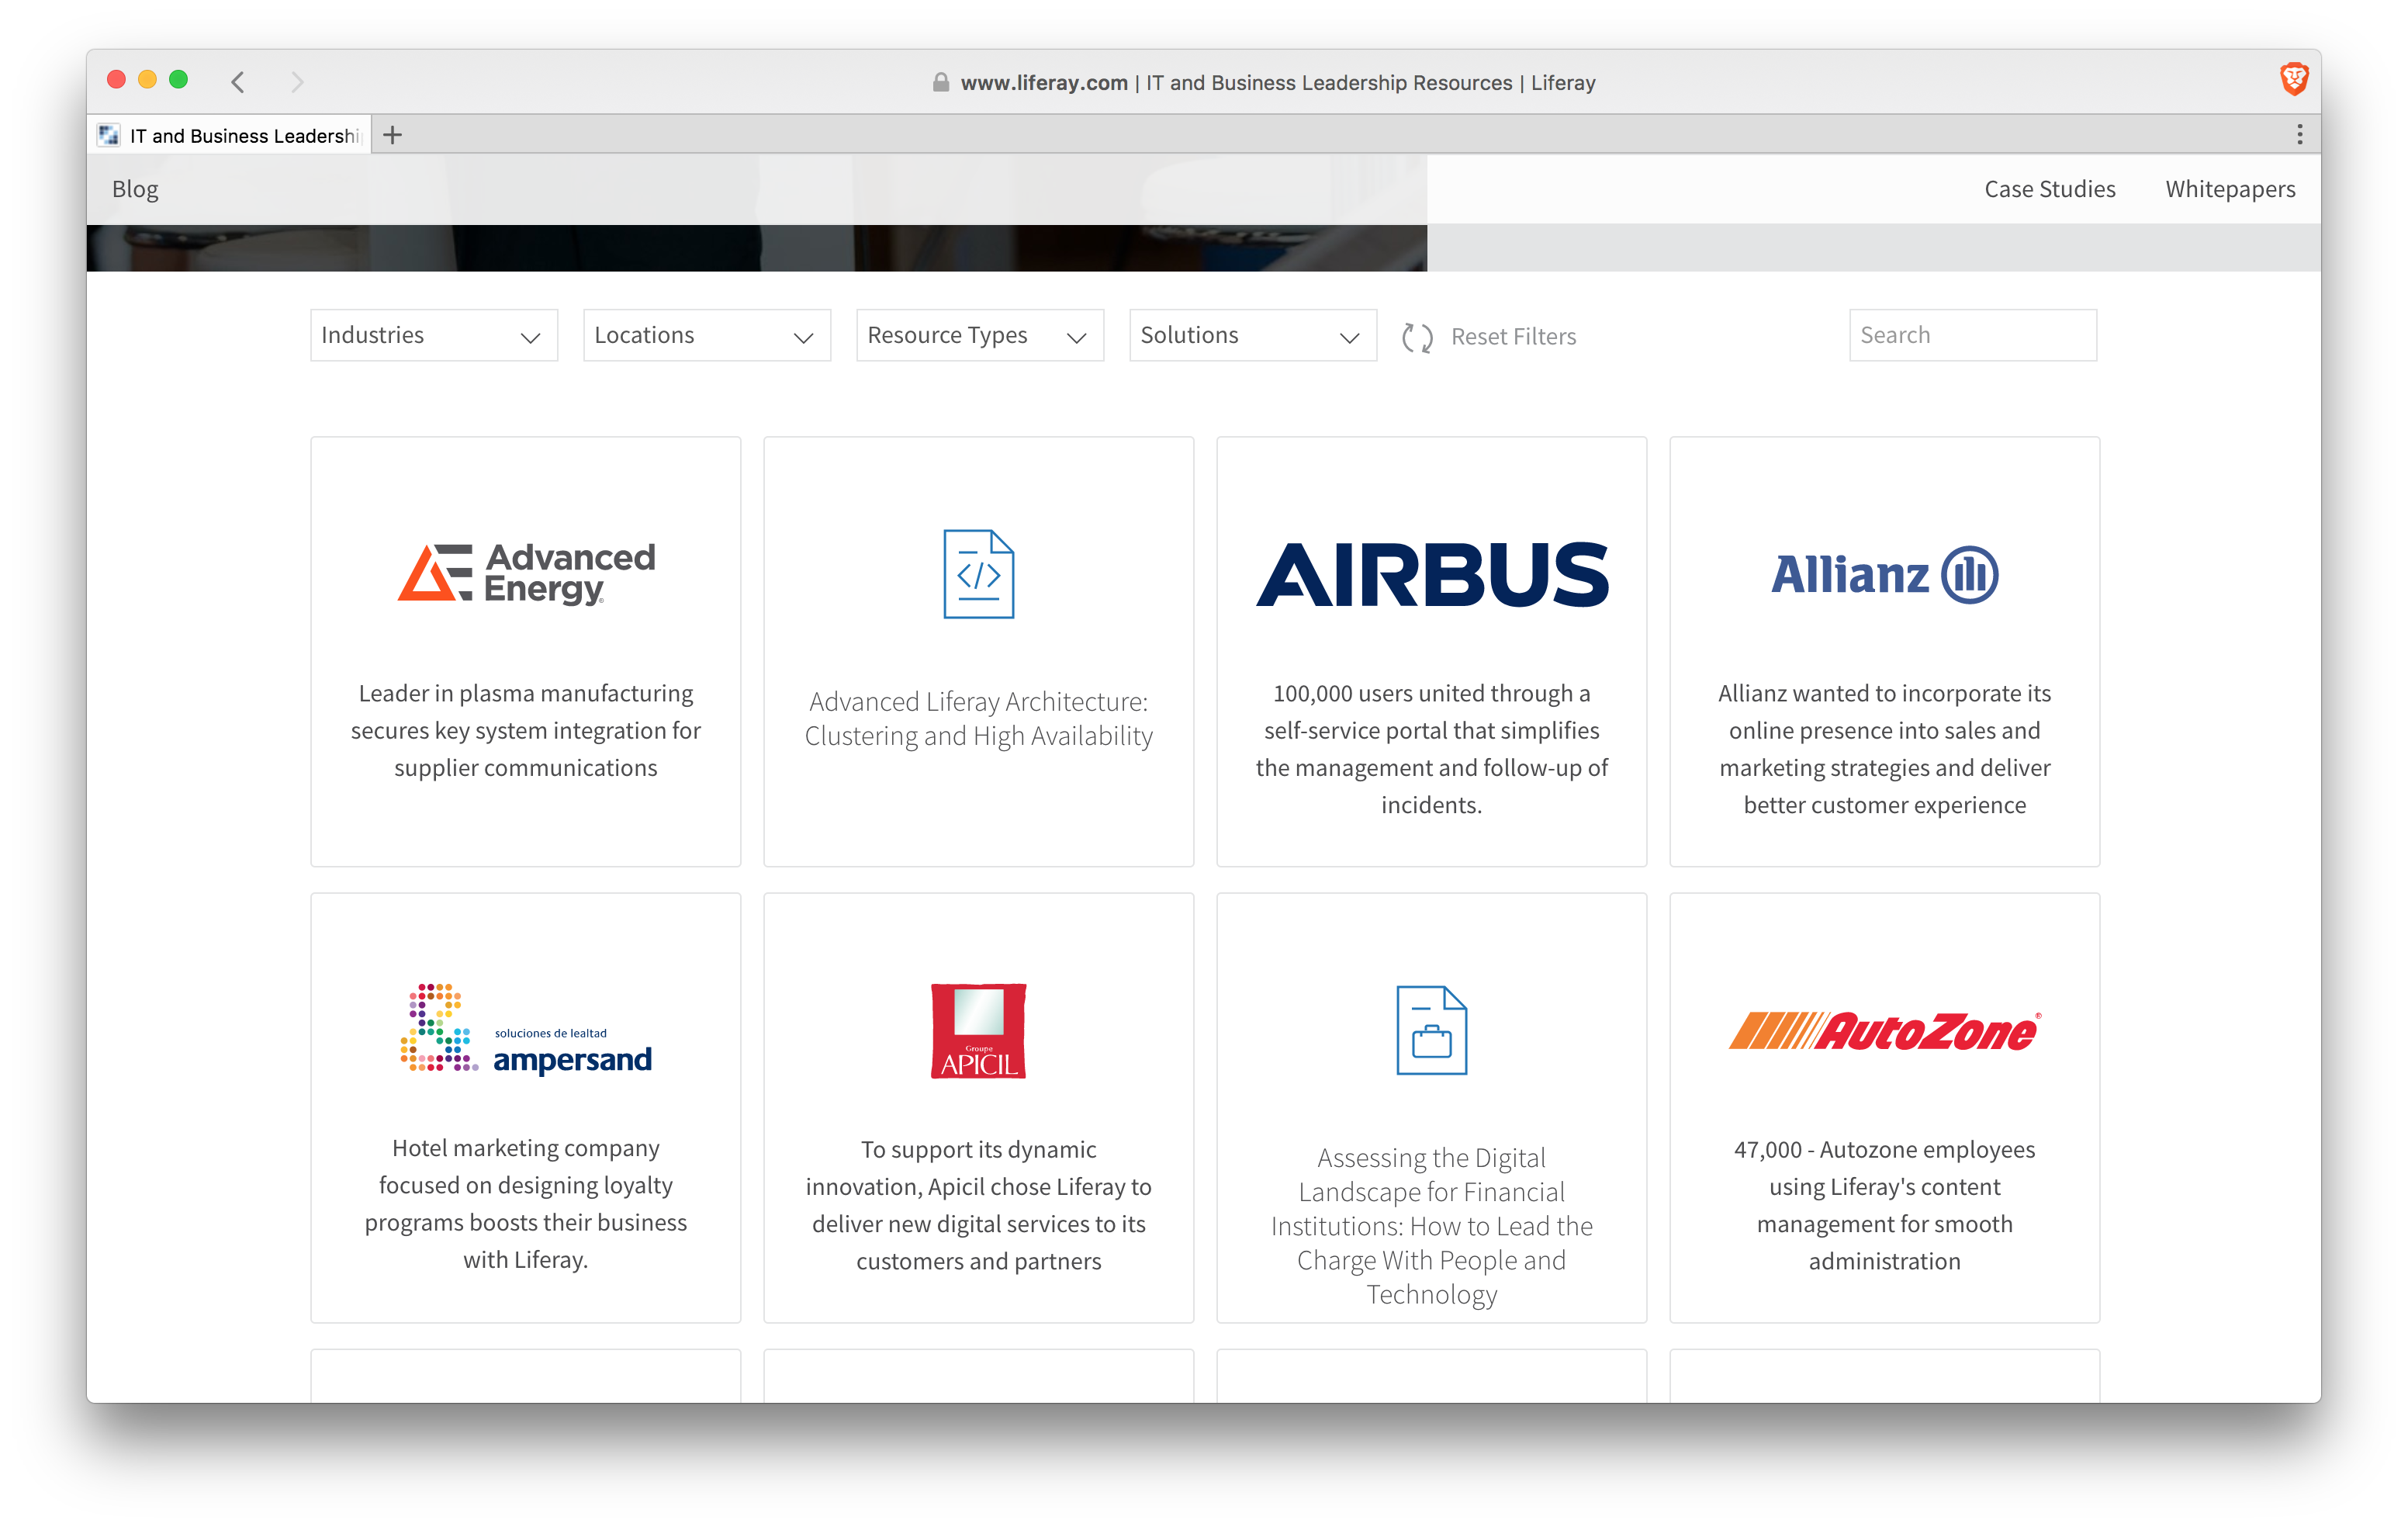 www.liferay.com | IT and Business Leadership Resources | Liferay
IT and Business Leadershi
Blog
Case Studies
Whitepapers
Industries
Locations
Resource Types
Solutions
Reset Filters
Search
Advanced
Energy®
Leader in plasma manufacturing
secures key system integration for
supplier communications
</>
Advanced Liferay Architecture:
Clustering and High Availability
AIRBUS
100,000 users united through a
self-service portal that simplifies
the management and follow-up of
incidents.
Allianz
Allianz wanted to incorporate its
online presence into sales and
marketing strategies and deliver
better customer experience
soluciones de lealtad
ampersand
Hotel marketing company
focused on designing loyalty
programs boosts their business
with Liferay.
Groupe
APICIL
To support its dynamic
innovation, Apicil chose Liferay to
deliver new digital services to its
customers and partners
Assessing the Digital
Landscape for Financial
Institutions: How to Lead the
Charge With People and
Technology
AutoZone®
47,000 - Autozone employees
using Liferay's content
management for smooth
administration